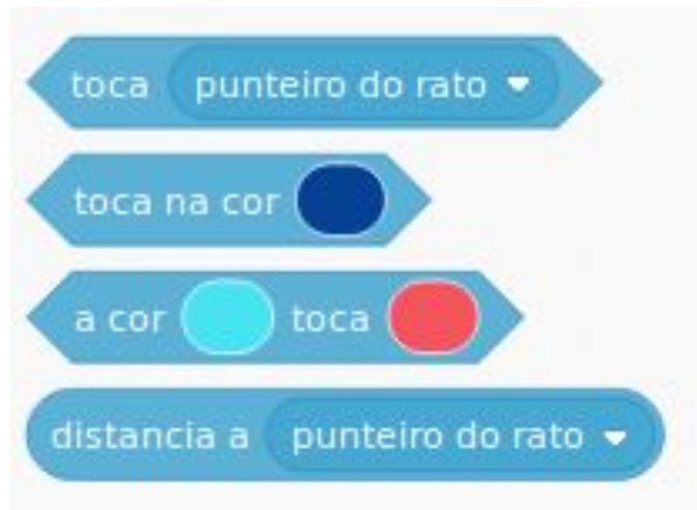 toca punteiro do rato
toca na cor
a cor toca
distancia a punteiro do rato